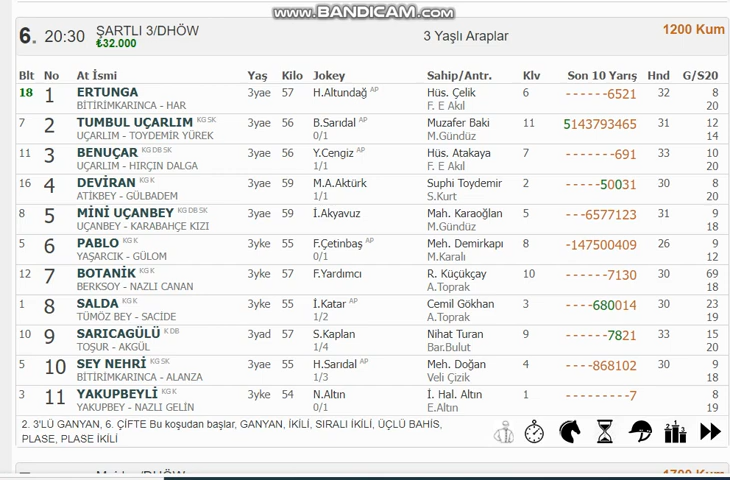 www.BANDICAM.com
6. 20:30 ŞARTLI 3/DHÖW 3 Yaşlı Araplar 1200 Kum
₺32.000
Blt No At İsmi Yaş Kilo Jokey Sahip/Antr. Klv Son 10 Yarış Hnd G/S20
18 1 ERTUNGA 3yae 57 H.Altundağ AP Hüs. Çelik 6 ------6521 32 8
BİTİRİMKARINCA - HAR F. E Akıl 20
7 2 TUMBUL UÇARLIM KG SK 3yae 56 B.Sarıdal AP Muzafer Baki 11 5143793465 31 12
UÇARLIM - TOYDEMİR YÜREK 0/1 M.Gündüz 14
11 3 BENUÇAR KG DB SK 3yae 56 Y.Cengiz AP Hüs. Atakaya 7 -------691 33 10
UÇARLIM - HIRÇIN DALGA 1/1 F. E Akıl 20
16 4 DEVİRAN KG K 3yae 59 M.A.Aktürk Suphi Toydemir 2 -----50031 30 8
ATİKBEY - GÜLBADEM 1/1 S.Kurt 20
8 5 MİNİ UÇANBEY KG DB SK 3yae 59 İ.Akyavuz Mah. Karaoğlan 5 ---6577123 31 9
UÇANBEY - KARABAHÇE KIZI M.Gündüz 18
5 6 PABLO KG K 3yke 55 F.Çetinbaş AP Meh. Demirkapı 8 -147500409 26 9
YAŞARCIK - GÜLOM 0/1 M.Karalı 12
12 7 BOTANİK KG K 3yke 57 F.Yardımcı R. Küçükçay 10 ------7130 30 69
BERKSOY - NAZLI CANAN A.Toprak 18
1 8 SALDA KG K 3yke 55 İ.Katar AP Cemil Gökhan 3 ----680014 30 23
TÜMÖZ BEY - SACİDE 1/2 A.Toprak 19
10 9 SARICAGÜLÜ K DB 3yad 57 S.Kaplan Nihat Turan 9 ------7821 33 15
TOŞUR - AKGÜL 1/4 Bar.Bulut 20
5 10 SEY NEHRİ KG SK 3yae 55 H.Sarıdal AP Meh. Doğan 4 ----868102 30 9
BİTİRİMKARINCA - ALANZA 1/3 Veli Çizik 18
3 11 YAKUPBEYLİ KG K 3yke 54 N.Altın İ. Hal. Altın 1 ---------7 8
YAKUPBEY - NAZLI GELİN 0/1 E.Altın 19
2. 3'LÜ GANYAN, 6. ÇİFTE Bu koşudan başlar, GANYAN, İKİLİ, SIRALI İKİLİ, ÜÇLÜ BAHİS,
PLASE, PLASE İKİLİ